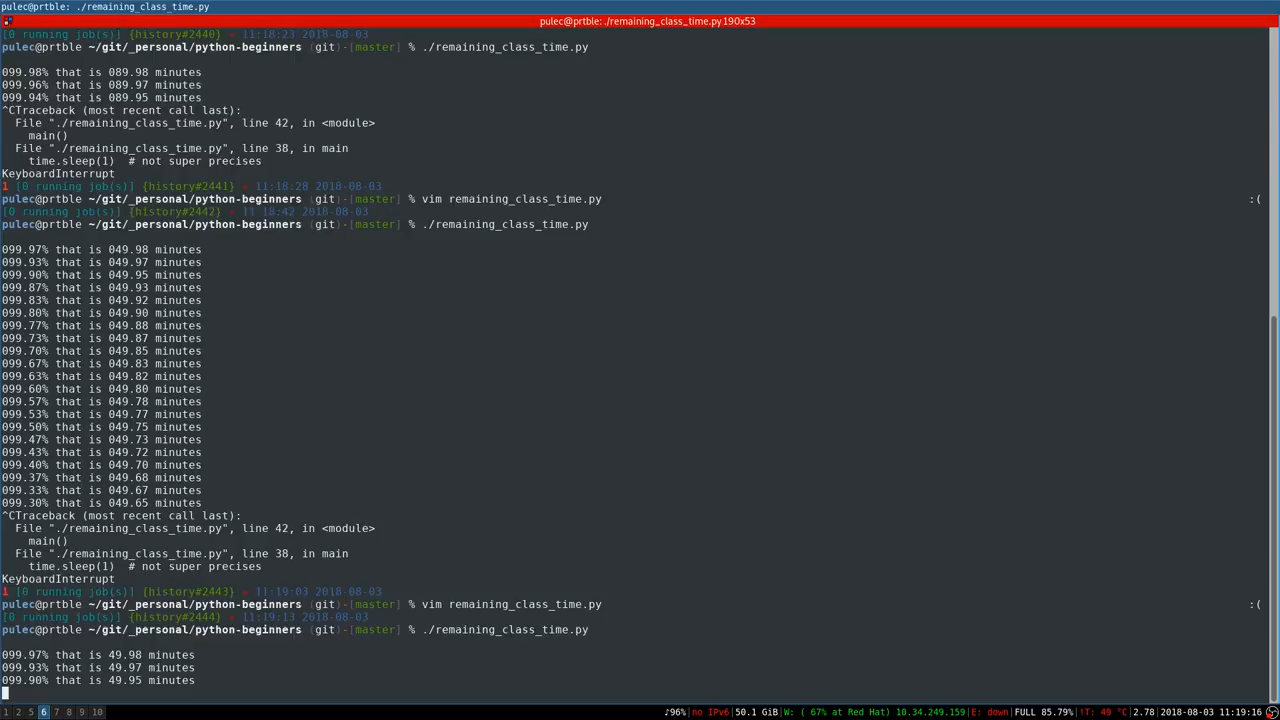 pulec@prtble: ./remaining_class_time.py
pulec@prtble: ./remaining_class_time.py 190x53
[0 running job(s)] {history#2440} 11:18:23 2018-08-03
pulec@prtble ~/git/_personal/python-beginners (git)-[master] % ./remaining_class_time.py
099.98% that is 089.98 minutes
099.96% that is 089.97 minutes
099.94% that is 089.95 minutes
^CTraceback (most recent call last):
File "./remaining_class_time.py", line 42, in <module>
main()
File "./remaining_class_time.py", line 38, in main
time.sleep(1)  # not super precises
KeyboardInterrupt
1 [0 running job(s)] {history#2441} 11:18:28 2018-08-03
pulec@prtble ~/git/_personal/python-beginners (git)-[master] % vim remaining_class_time.py :(
[0 running job(s)] {history#2442} 11:18:42 2018-08-03
pulec@prtble ~/git/_personal/python-beginners (git)-[master] % ./remaining_class_time.py
099.97% that is 049.98 minutes
099.93% that is 049.97 minutes
099.90% that is 049.95 minutes
099.87% that is 049.93 minutes
099.83% that is 049.92 minutes
099.80% that is 049.90 minutes
099.77% that is 049.88 minutes
099.73% that is 049.87 minutes
099.70% that is 049.85 minutes
099.67% that is 049.83 minutes
099.63% that is 049.82 minutes
099.60% that is 049.80 minutes
099.57% that is 049.78 minutes
099.53% that is 049.77 minutes
099.50% that is 049.75 minutes
099.47% that is 049.73 minutes
099.43% that is 049.72 minutes
099.40% that is 049.70 minutes
099.37% that is 049.68 minutes
099.33% that is 049.67 minutes
099.30% that is 049.65 minutes
^CTraceback (most recent call last):
File "./remaining_class_time.py", line 42, in <module>
main()
File "./remaining_class_time.py", line 38, in main
time.sleep(1)  # not super precises
KeyboardInterrupt
1 [0 running job(s)] {history#2443} 11:19:03 2018-08-03
pulec@prtble ~/git/_personal/python-beginners (git)-[master] % vim remaining_class_time.py :(
[0 running job(s)] {history#2444} 11:19:13 2018-08-03
pulec@prtble ~/git/_personal/python-beginners (git)-[master] % ./remaining_class_time.py
099.97% that is 49.98 minutes
099.93% that is 49.97 minutes
099.90% that is 49.95 minutes
1 2 5 6 7 8 9 10 ♪96%|no IPv6|50.1 GiB|W: ( 67% at Red Hat) 10.34.249.159|E: down|FULL 85.79%|!T: 49 °C|2.78|2018-08-03 11:19:16